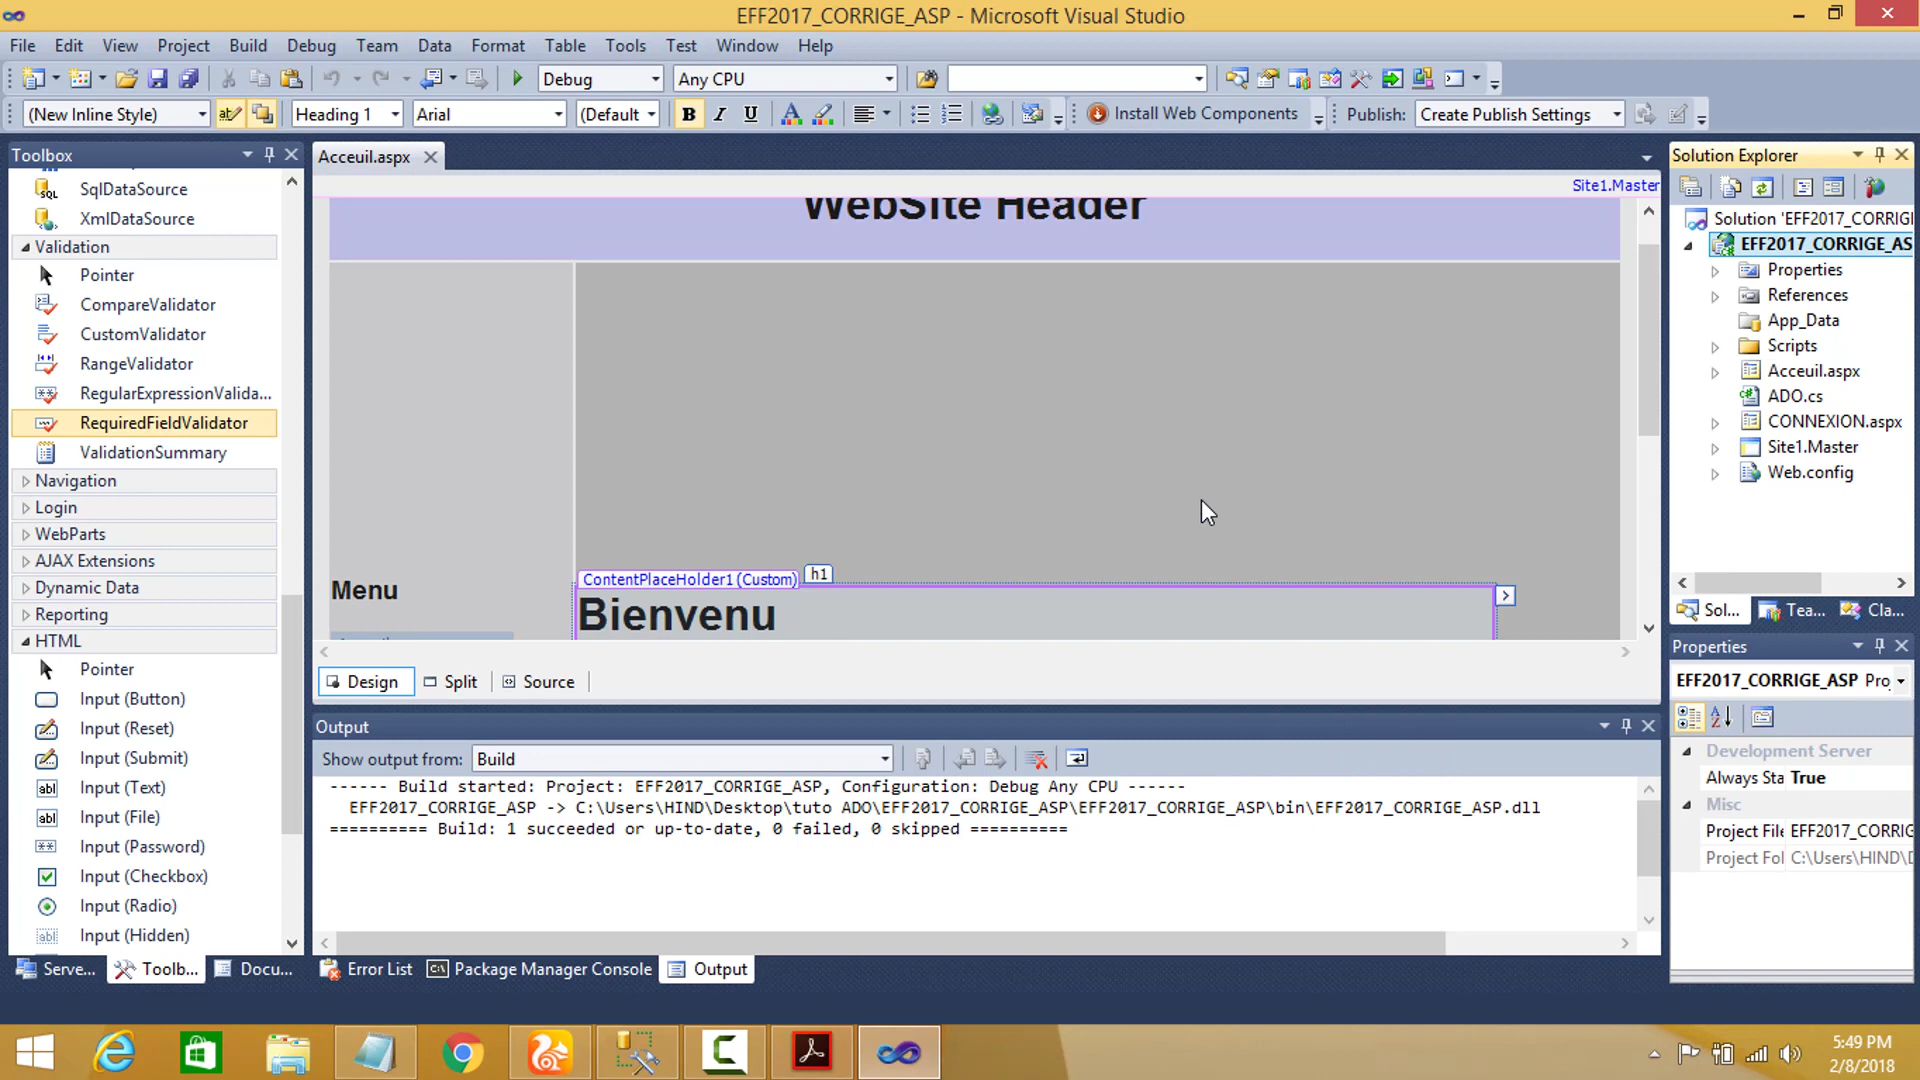 EFF2017_CORRIGE_ASP - Microsoft Visual Studio
File Edit View Project Build Debug Team Data Format Table Tools Test Window Help
Debug Any CPU
(New Inline Style) Heading 1 Arial (Default B I U A Install Web Components Publish: Create Publish Settings
Toolbox
SqlDataSource
XmlDataSource
Validation
Pointer
CompareValidator
CustomValidator
RangeValidator
RegularExpressionValida...
RequiredFieldValidator
ValidationSummary
Navigation
Login
WebParts
AJAX Extensions
Dynamic Data
Reporting
HTML
Pointer
Input (Button)
Input (Reset)
Input (Submit)
Input (Text)
Input (File)
Input (Password)
Input (Checkbox)
Input (Radio)
Input (Hidden)
Serve... Toolb... Docu...
Acceuil.aspx
Site1.Master
WebSite Header
Menu
ContentPlaceHolder1 (Custom) h1
Bienvenu
Design Split Source
Output
Show output from: Build
------ Build started: Project: EFF2017_CORRIGE_ASP, Configuration: Debug Any CPU ------
EFF2017_CORRIGE_ASP -> C:\Users\HIND\Desktop\tuto ADO\EFF2017_CORRIGE_ASP\EFF2017_CORRIGE_ASP\bin\EFF2017_CORRIGE_ASP.dll
========== Build: 1 succeeded or up-to-date, 0 failed, 0 skipped ==========
Error List Package Manager Console Output
Solution Explorer
Solution 'EFF2017_CORRIG
EFF2017_CORRIGE_AS
Properties
References
App_Data
Scripts
Acceuil.aspx
ADO.cs
CONNEXION.aspx
Site1.Master
Web.config
Sol... Tea... Cla...
Properties
EFF2017_CORRIGE_ASP Pro
Development Server
Always Sta True
Misc
Project File EFF2017_CORRIG
Project Fol C:\Users\HIND\D
5:49 PM
2/8/2018